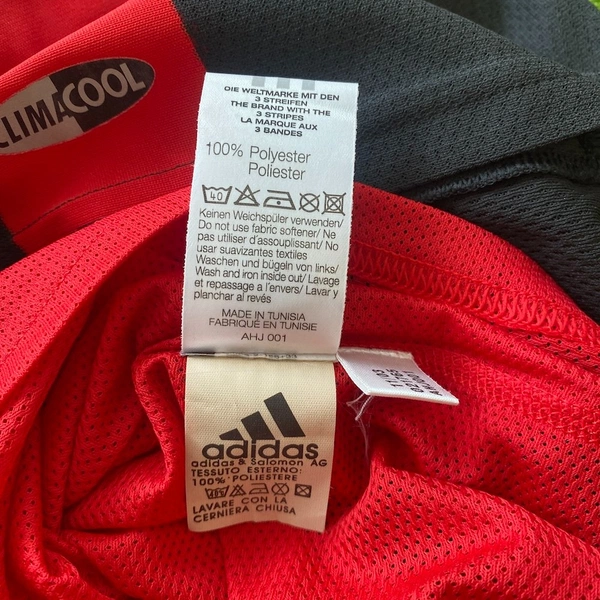 CLIMACOOL
DIE WELTMARKE MIT DEN
3 STREIFEN
THE BRAND WITH THE
3 STRIPES
LA MARQUE AUX
3 BANDES
100% Polyester
Poliester
40
Keinen Weichspüler verwenden/
Do not use fabric softener/ Ne
pas utiliser d'assouplissant/ No
usar suavizantes textiles
Waschen und bügeln von links/
Wash and iron inside out/ Lavage
et repassage a l'envers/ Lavar y
planchar al revés
MADE IN TUNISIA
FABRIQUÉ EN TUNISIE
AHJ 001
11/03
AHJ001
adidas
adidas & Salomon AG
TESSUTO ESTERNO:
100% POLIESTERE
LAVARE CON LA
CERNIERA CHIUSA